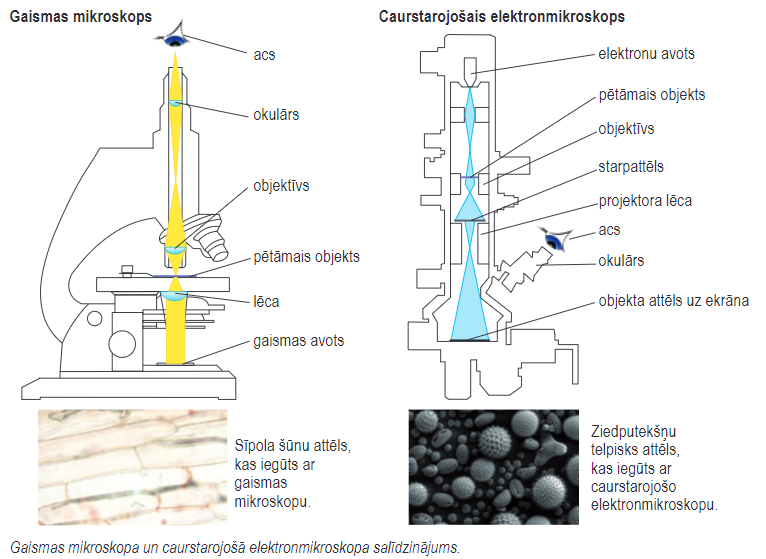 Gaismas mikroskops
acs
okulārs
objektīvs
pētāmais objekts
lēca
gaismas avots
Sīpola šūnu attēls,
kas iegūts ar
gaismas
mikroskopu.
Caurstarojošais elektronmikroskops
elektronu avots
pētāmais objekts
objektīvs
starpattēls
projektora lēca
acs
okulārs
objekta attēls uz ekrāna
Ziedputekšņu
telpisks attēls,
kas iegūts ar
caurstarojošo
elektronmikroskopu.
Gaismas mikroskopa un caurstarojošā elektronmikroskopa salīdzinājums.